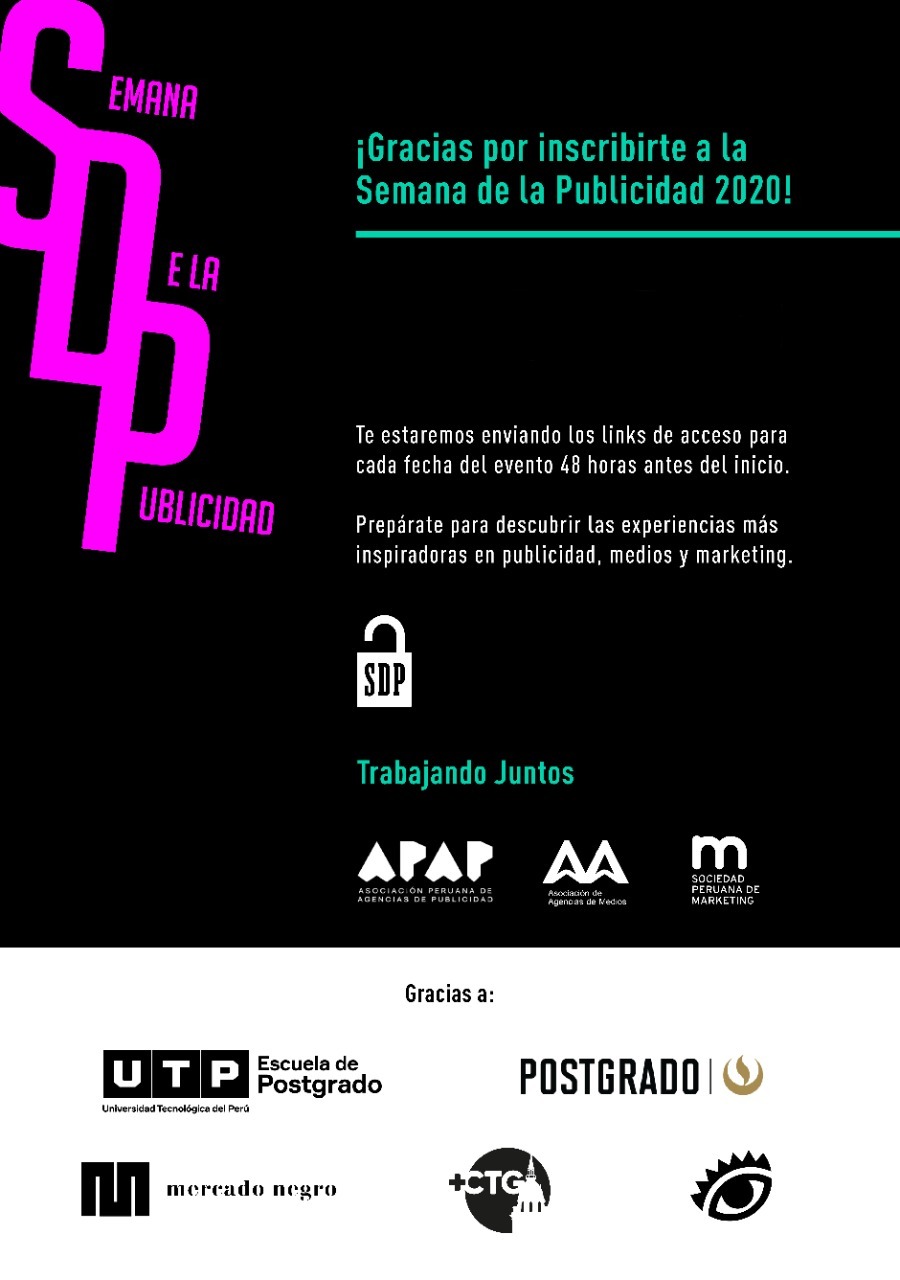 SEMANA
DE LA
PUBLICIDAD
¡Gracias por inscribirte a la
Semana de la Publicidad 2020!
Te estaremos enviando los links de acceso para
cada fecha del evento 48 horas antes del inicio.
Prepárate para descubrir las experiencias más
inspiradoras en publicidad, medios y marketing.
SDP
Trabajando Juntos
APAP
ASOCIACIÓN PERUANA DE
AGENCIAS DE PUBLICIDAD
AA
Asociación de
Agencias de Medios
m
SOCIEDAD
PERUANA DE
MARKETING
Gracias a:
UTP
Escuela de
Postgrado
Universidad Tecnológica del Perú
POSTGRADO
mercado negro
+CTG